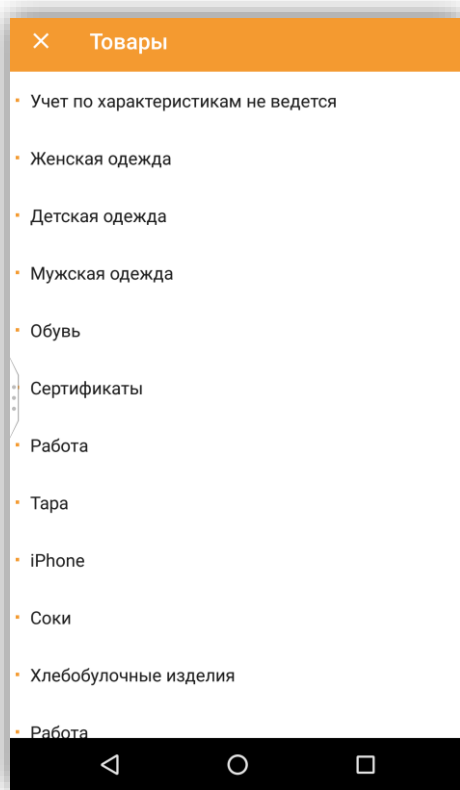 Товары
Учет по характеристикам не ведется
Женская одежда
Детская одежда
Мужская одежда
Обувь
Сертификаты
Работа
Тара
iPhone
Соки
Хлебобулочные изделия
Работа